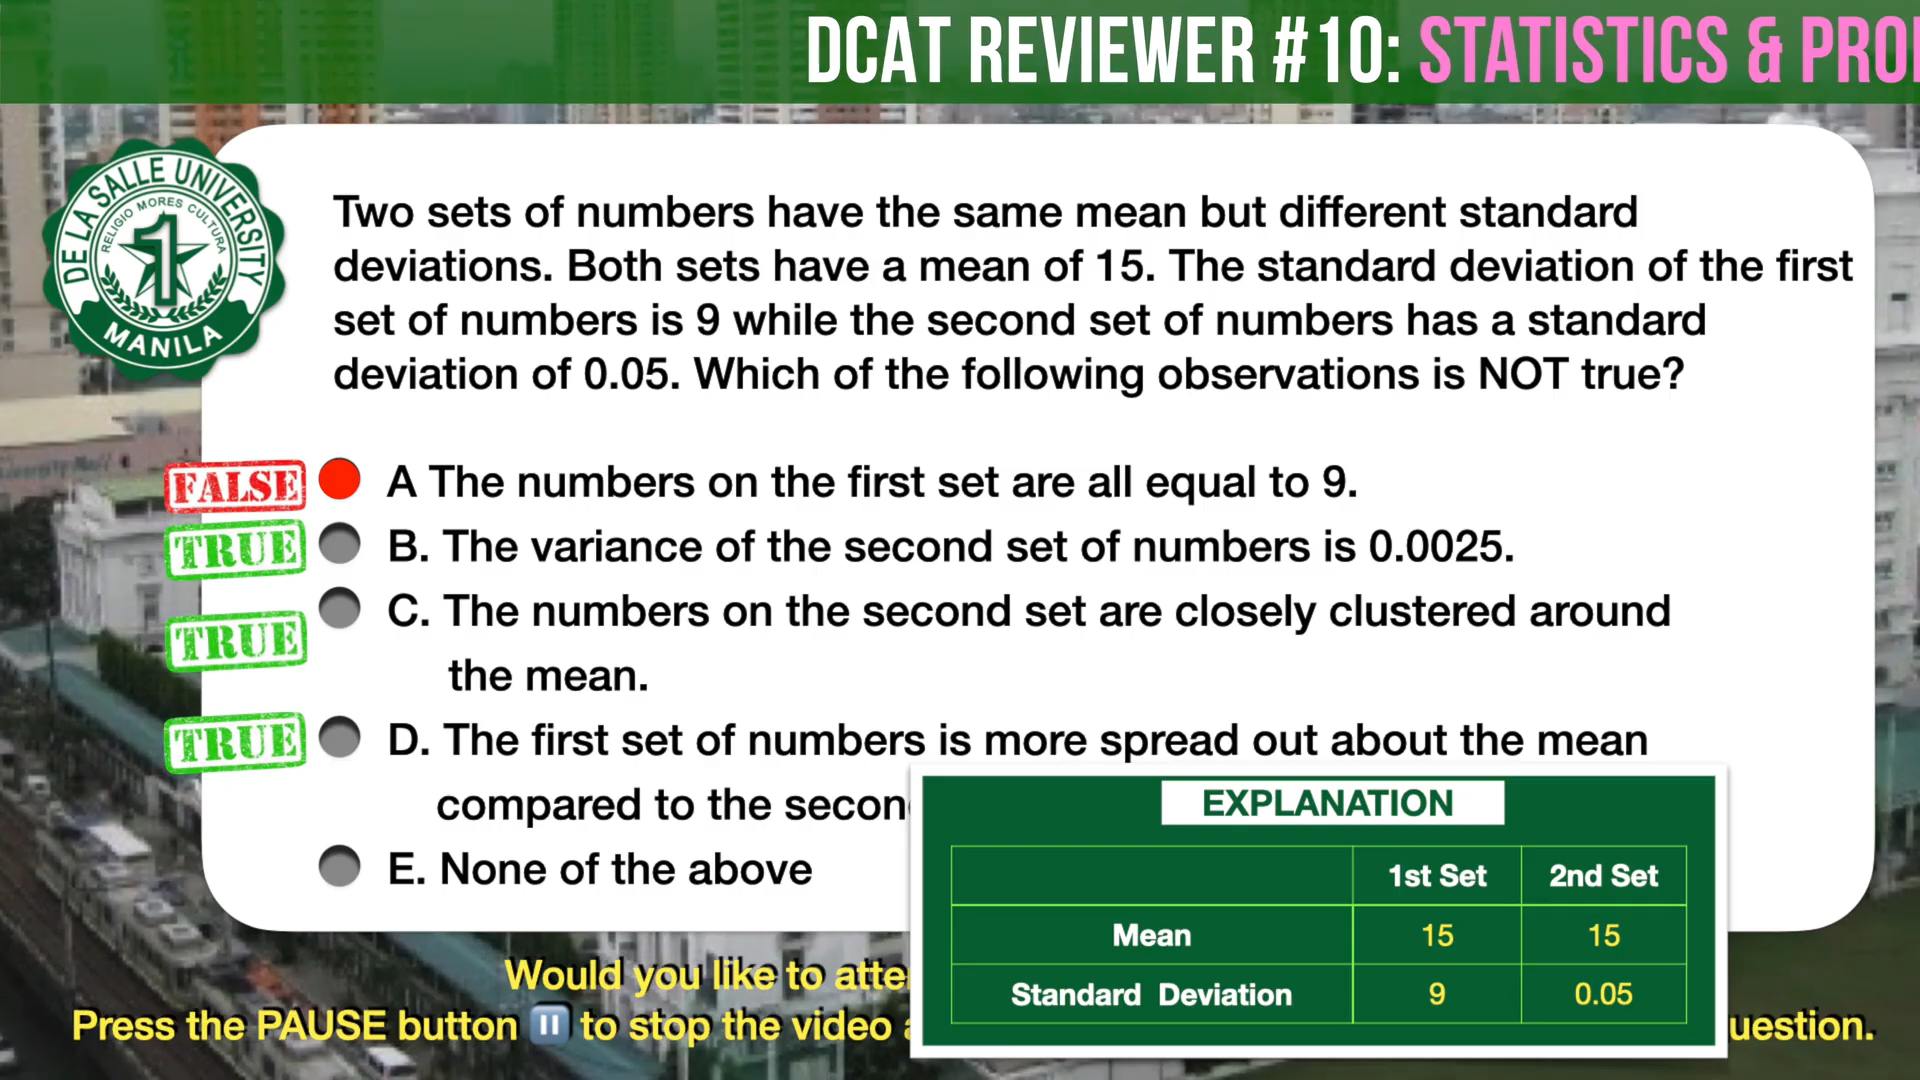 DCAT REVIEWER #10: STATISTICS & PRO
DE LA SALLE UNIVERSITY
RELIGIO MORES CULTURA
1
MANILA
Two sets of numbers have the same mean but different standard
deviations. Both sets have a mean of 15. The standard deviation of the first
set of numbers is 9 while the second set of numbers has a standard
deviation of 0.05. Which of the following observations is NOT true?
FALSE A The numbers on the first set are all equal to 9.
TRUE B. The variance of the second set of numbers is 0.0025.
TRUE C. The numbers on the second set are closely clustered around
the mean.
TRUE D. The first set of numbers is more spread out about the mean
compared to the secon
E. None of the above
EXPLANATION
1st Set 2nd Set
Mean 15 15
Standard Deviation 9 0.05
Would you like to atte
Press the PAUSE button to stop the video a uestion.